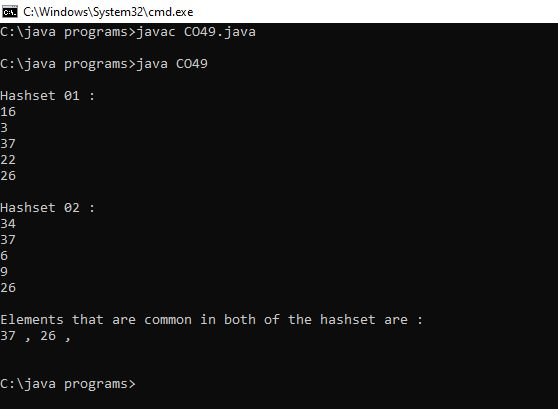 C:\Windows\System32\cmd.exe
C:\java programs>javac CO49.java
C:\java programs>java CO49
Hashset 01 :
16
3
37
22
26
Hashset 02 :
34
37
6
9
26
Elements that are common in both of the hashset are :
37 , 26 ,
C:\java programs>